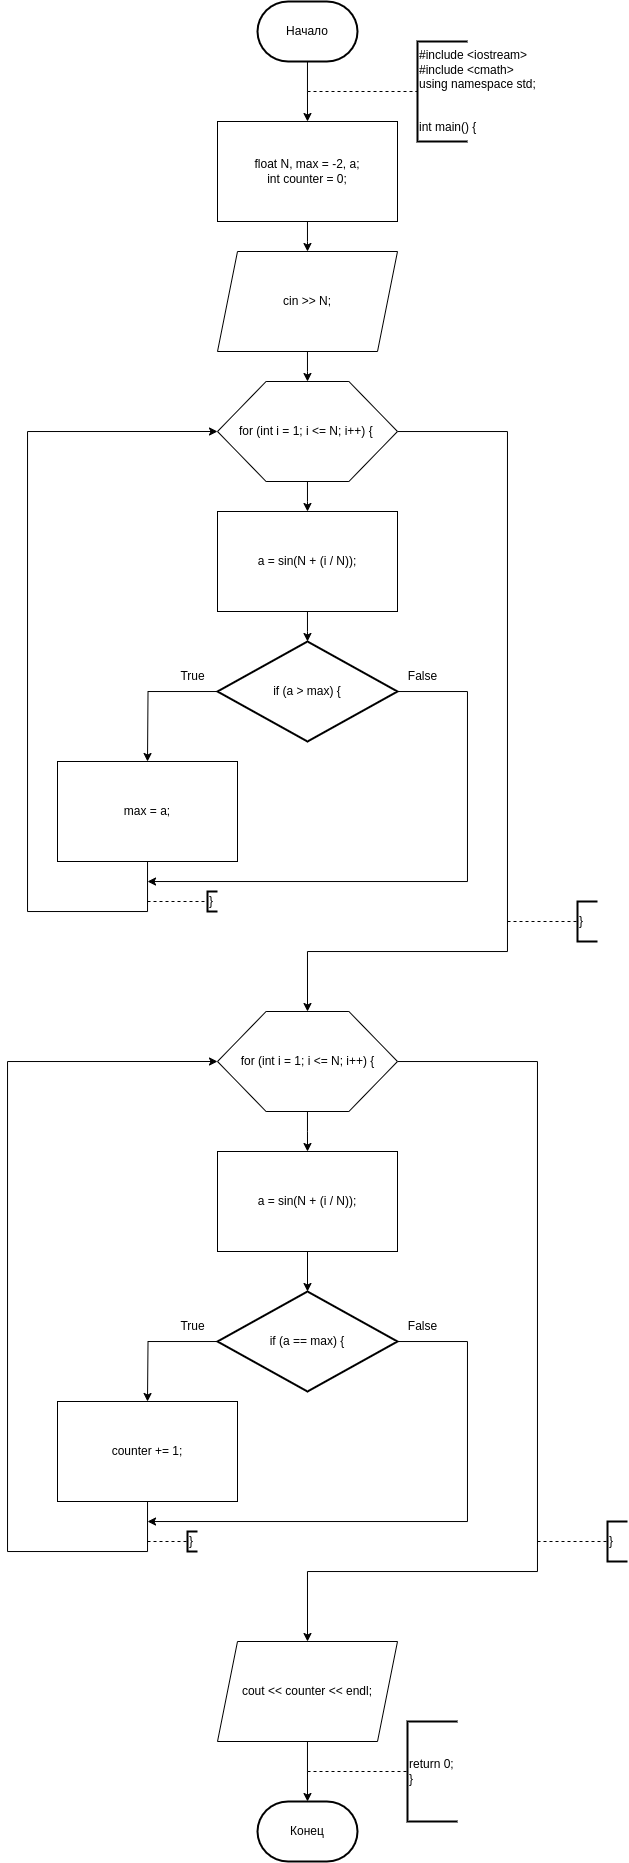 Начало
#include <iostream>
#include <cmath>
using namespace std;
int main() {
float N, max = -2, a;
int counter = 0;
cin >> N;
for (int i = 1; i <= N; i++) {
a = sin(N + (i / N));
True
False
if (a > max) {
max = a;
}
}
for (int i = 1; i <= N; i++) {
a = sin(N + (i / N));
True
False
if (a == max) {
counter += 1;
}
}
cout << counter << endl;
return 0;
}
Конец